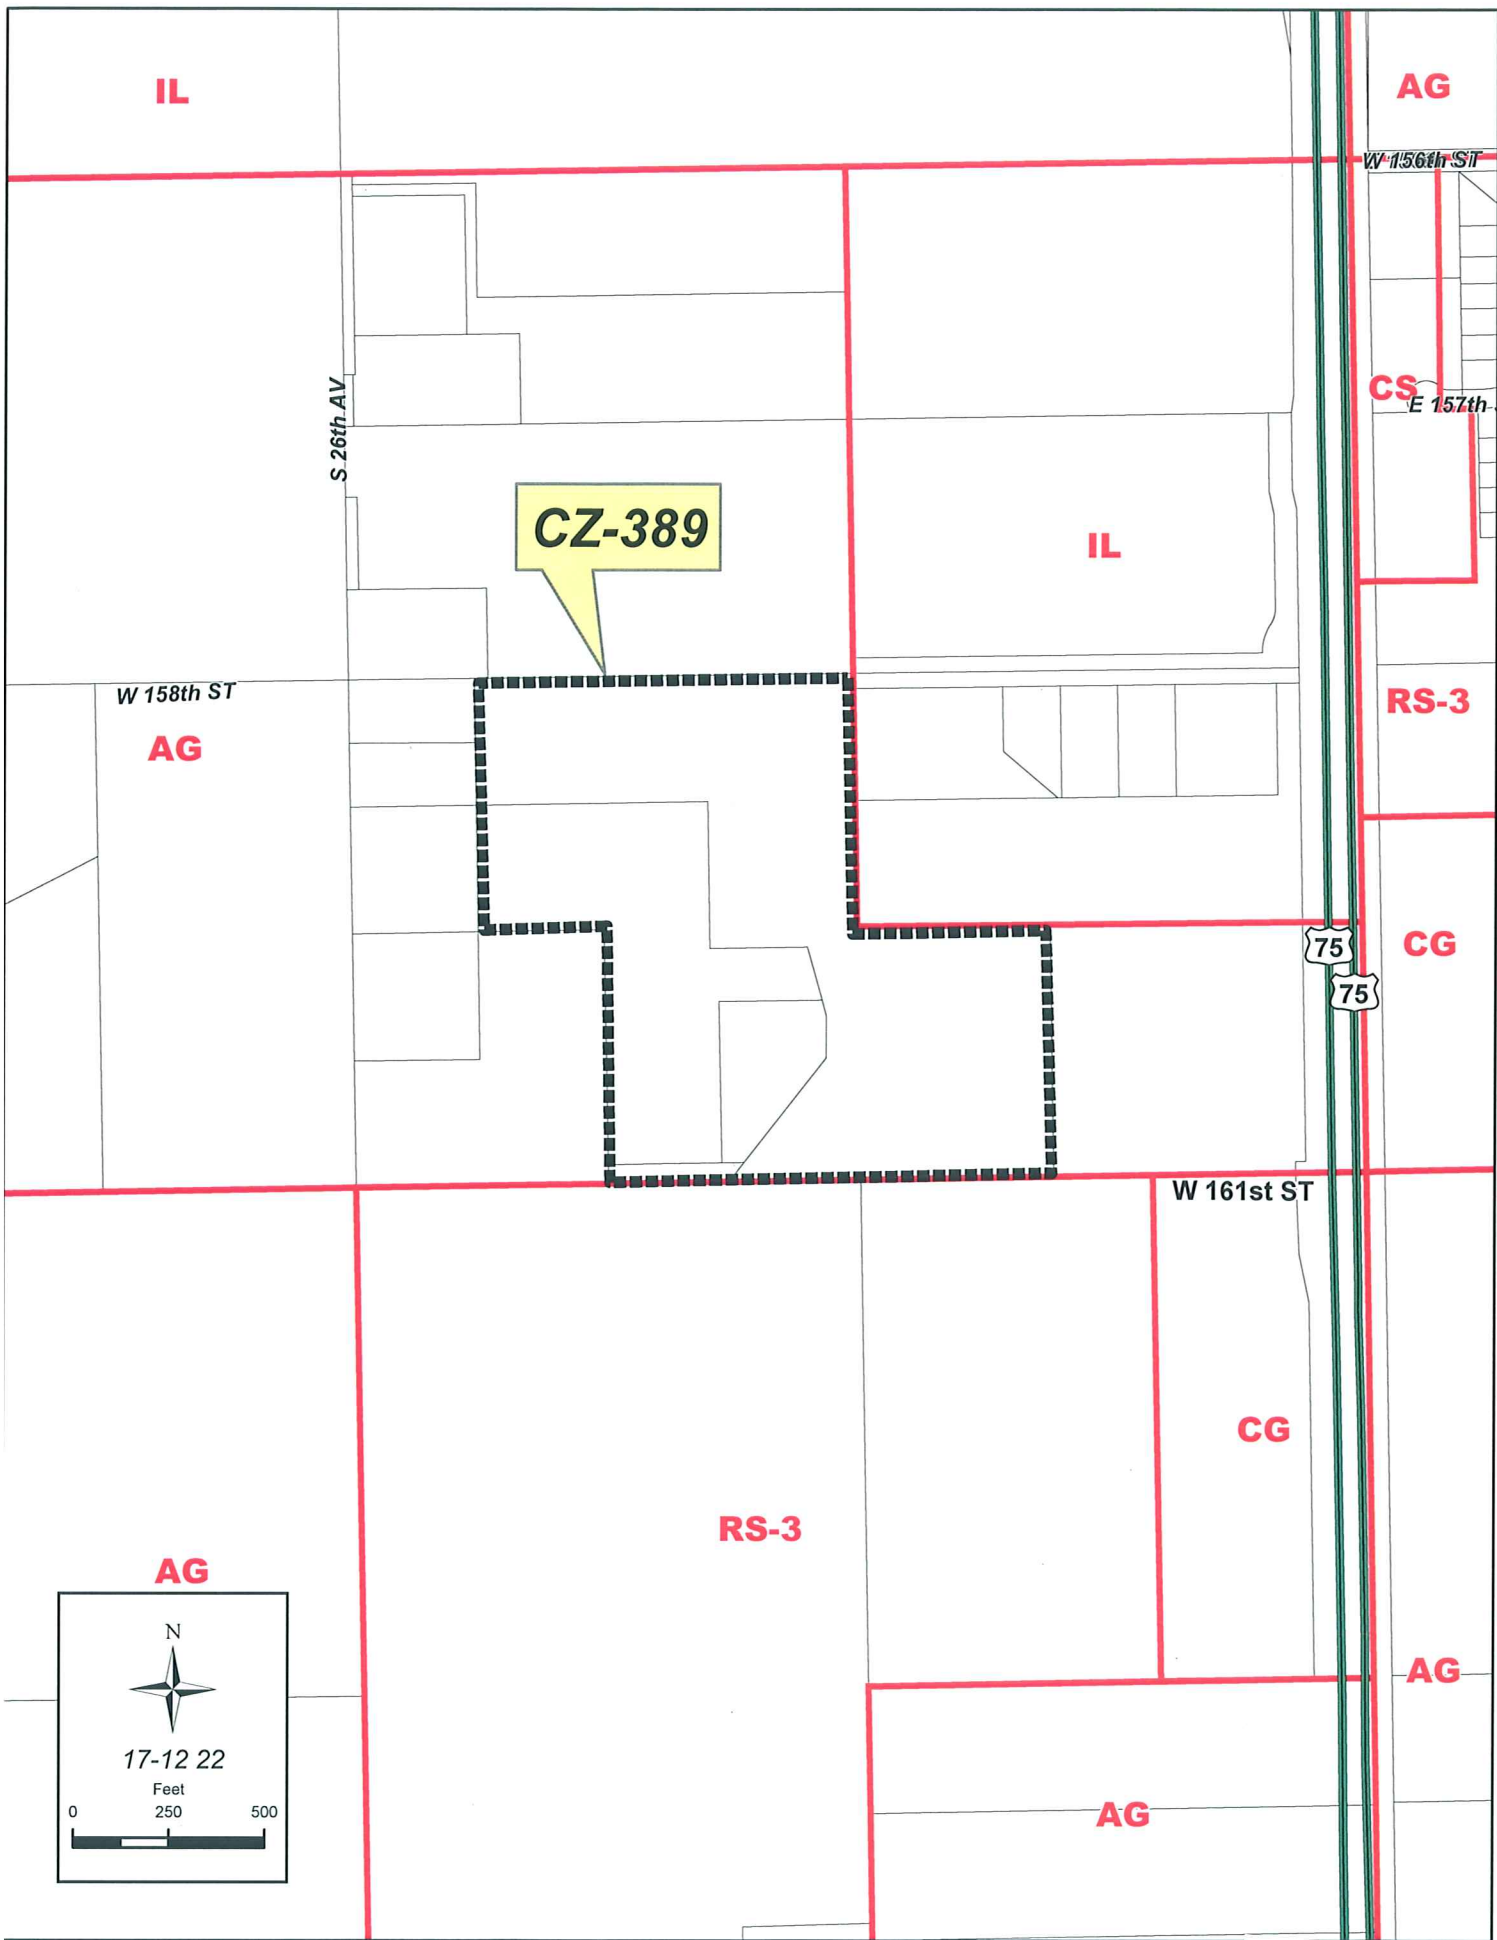 IL
AG
W 156th ST
S 26th AV
CS
E 157th
CZ-389
IL
W 158th ST
AG
RS-3
75
75
CG
W 161st ST
CG
RS-3
AG
AG
AG
N
17-12 22
Feet
0 250 500